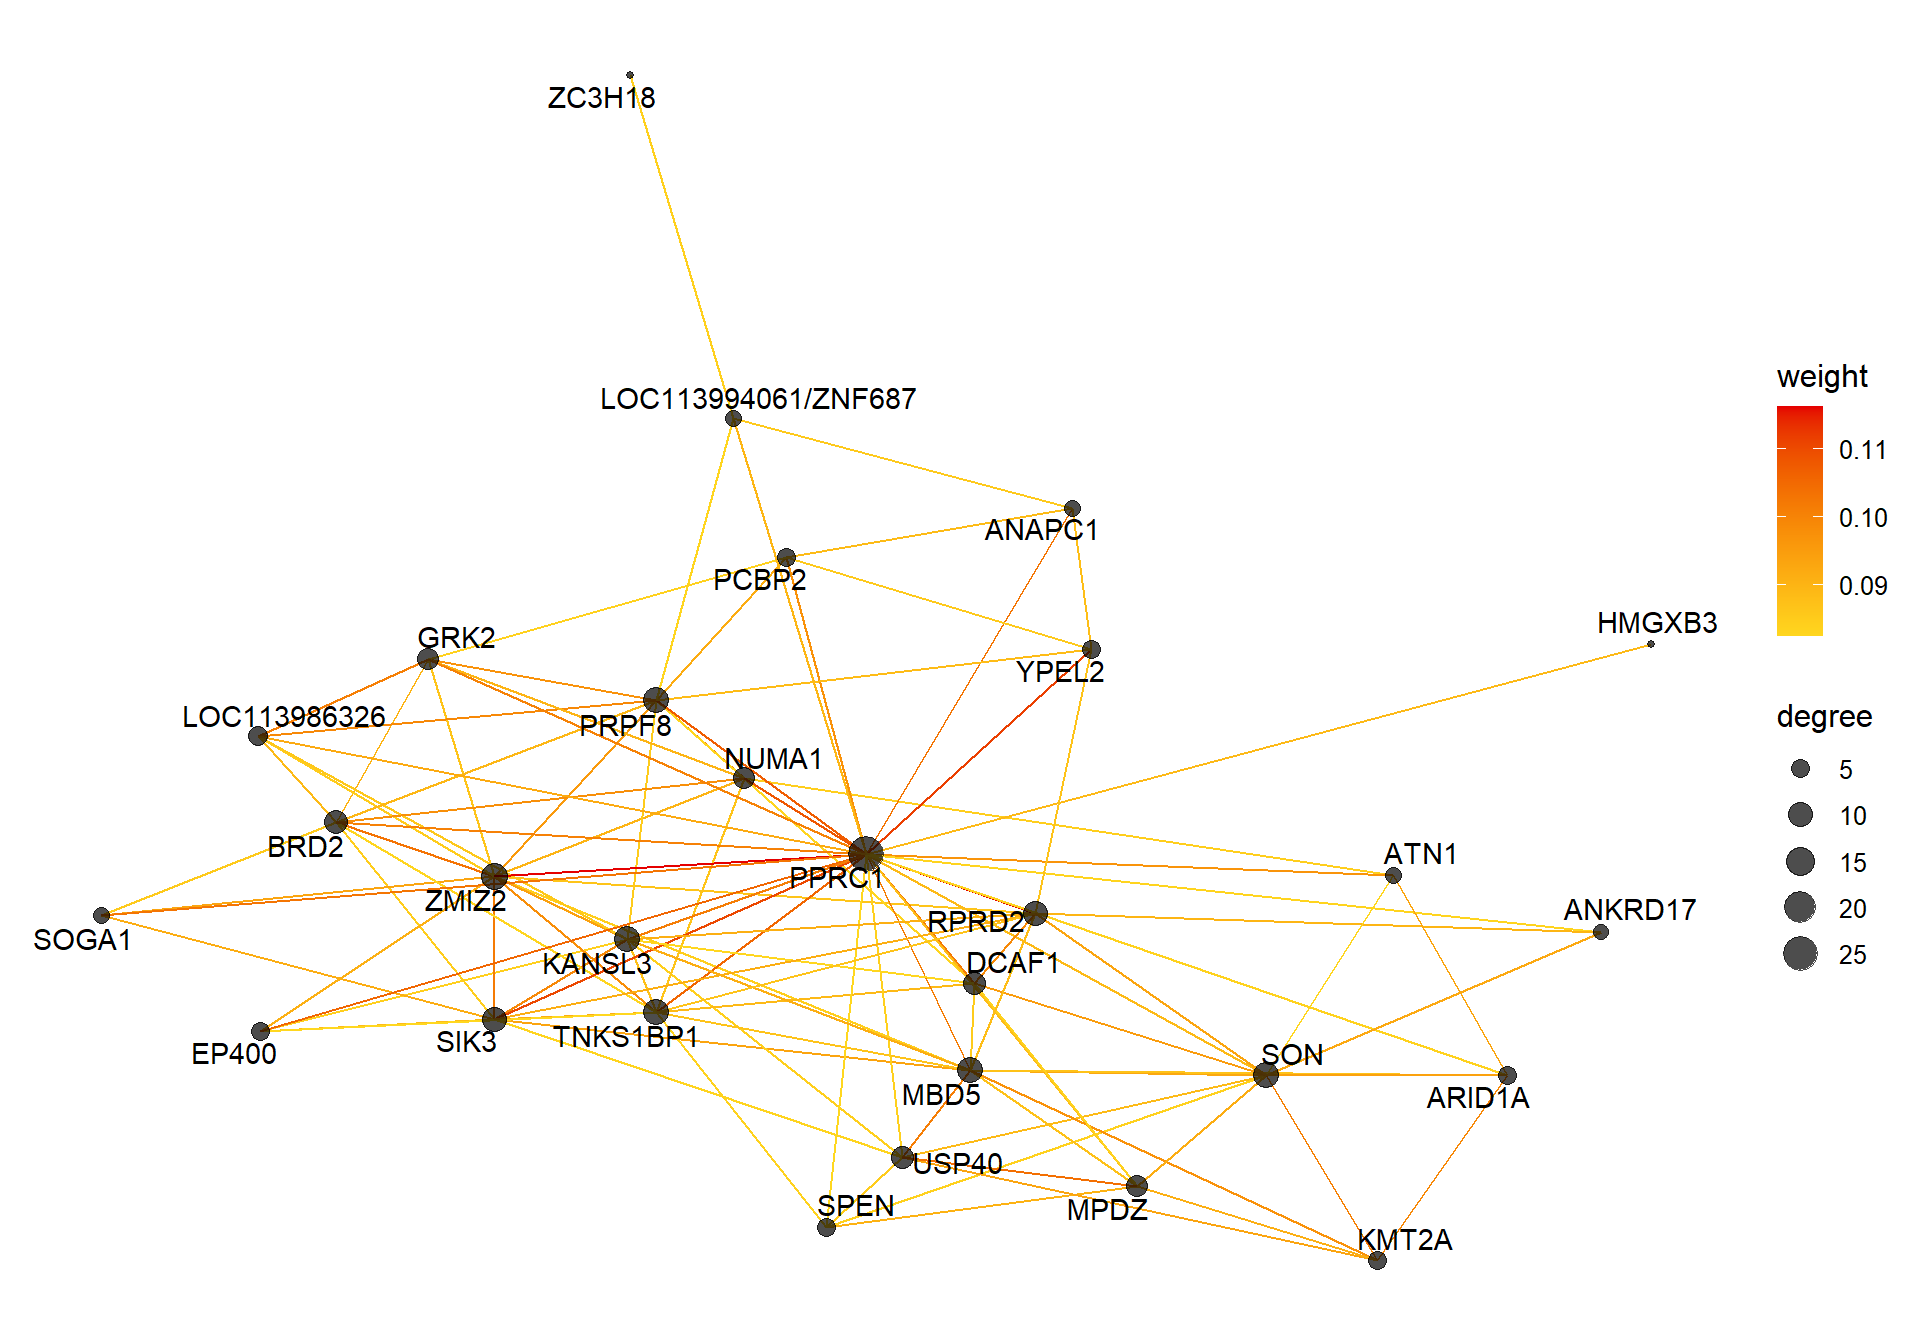 ZC3H18
LOC113994061/ZNF687
ANAPC1
PCBP2
HMGXB3
GRK2
YPEL2
LOC113986326
PRPF8
NUMA1
BRD2
PPRC1
ATN1
ZMIZ2
RPRD2
ANKRD17
SOGA1
KANSL3
DCAF1
TNKS1BP1
SIK3
EP400
SON
MBD5
ARID1A
USP40
SPEN
MPDZ
KMT2A
weight
0.11
0.10
0.09
degree
5
10
15
20
25